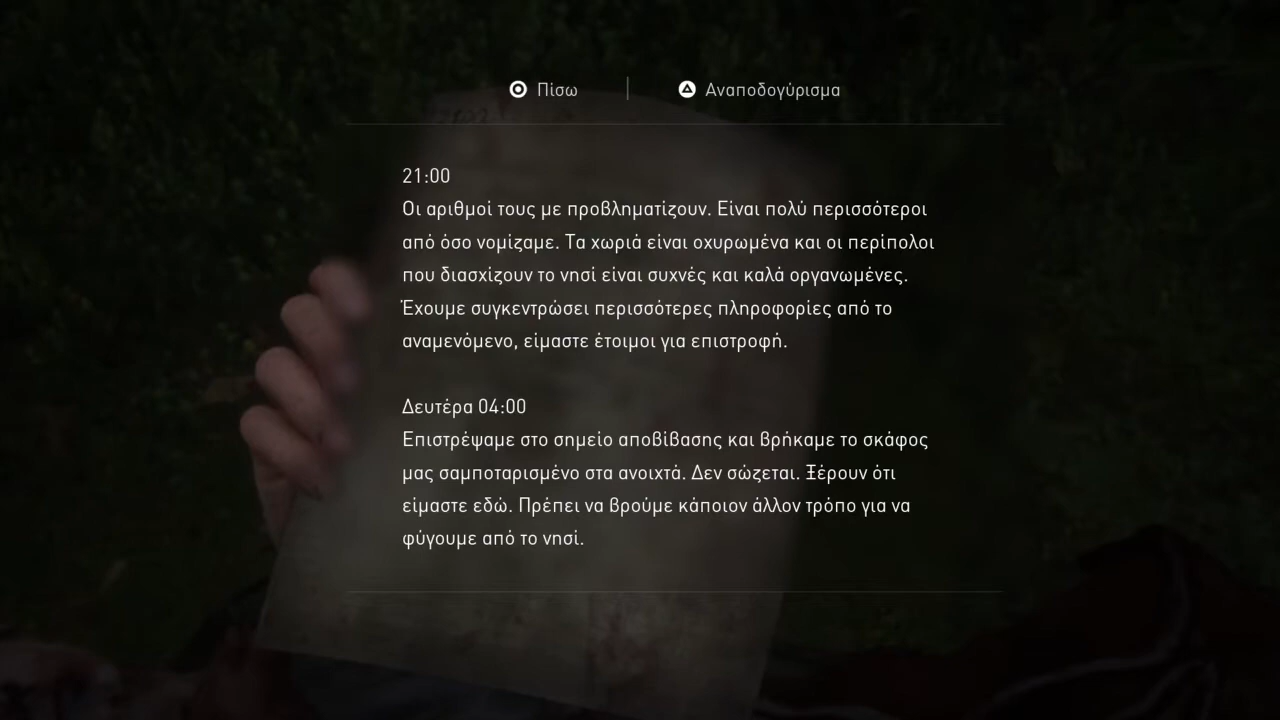 Πίσω | Αναποδογύρισμα
21:00
Οι αριθμοί τους με προβληματίζουν. Είναι πολύ περισσότεροι
από όσο νομίζαμε. Τα χωριά είναι οχυρωμένα και οι περίπολοι
που διασχίζουν το νησί είναι συχνές και καλά οργανωμένες.
Έχουμε συγκεντρώσει περισσότερες πληροφορίες από το
αναμενόμενο, είμαστε έτοιμοι για επιστροφή.
Δευτέρα 04:00
Επιστρέψαμε στο σημείο αποβίβασης και βρήκαμε το σκάφος
μας σαμποταρισμένο στα ανοιχτά. Δεν σώζεται. Ξέρουν ότι
είμαστε εδώ. Πρέπει να βρούμε κάποιον άλλον τρόπο για να
φύγουμε από το νησί.